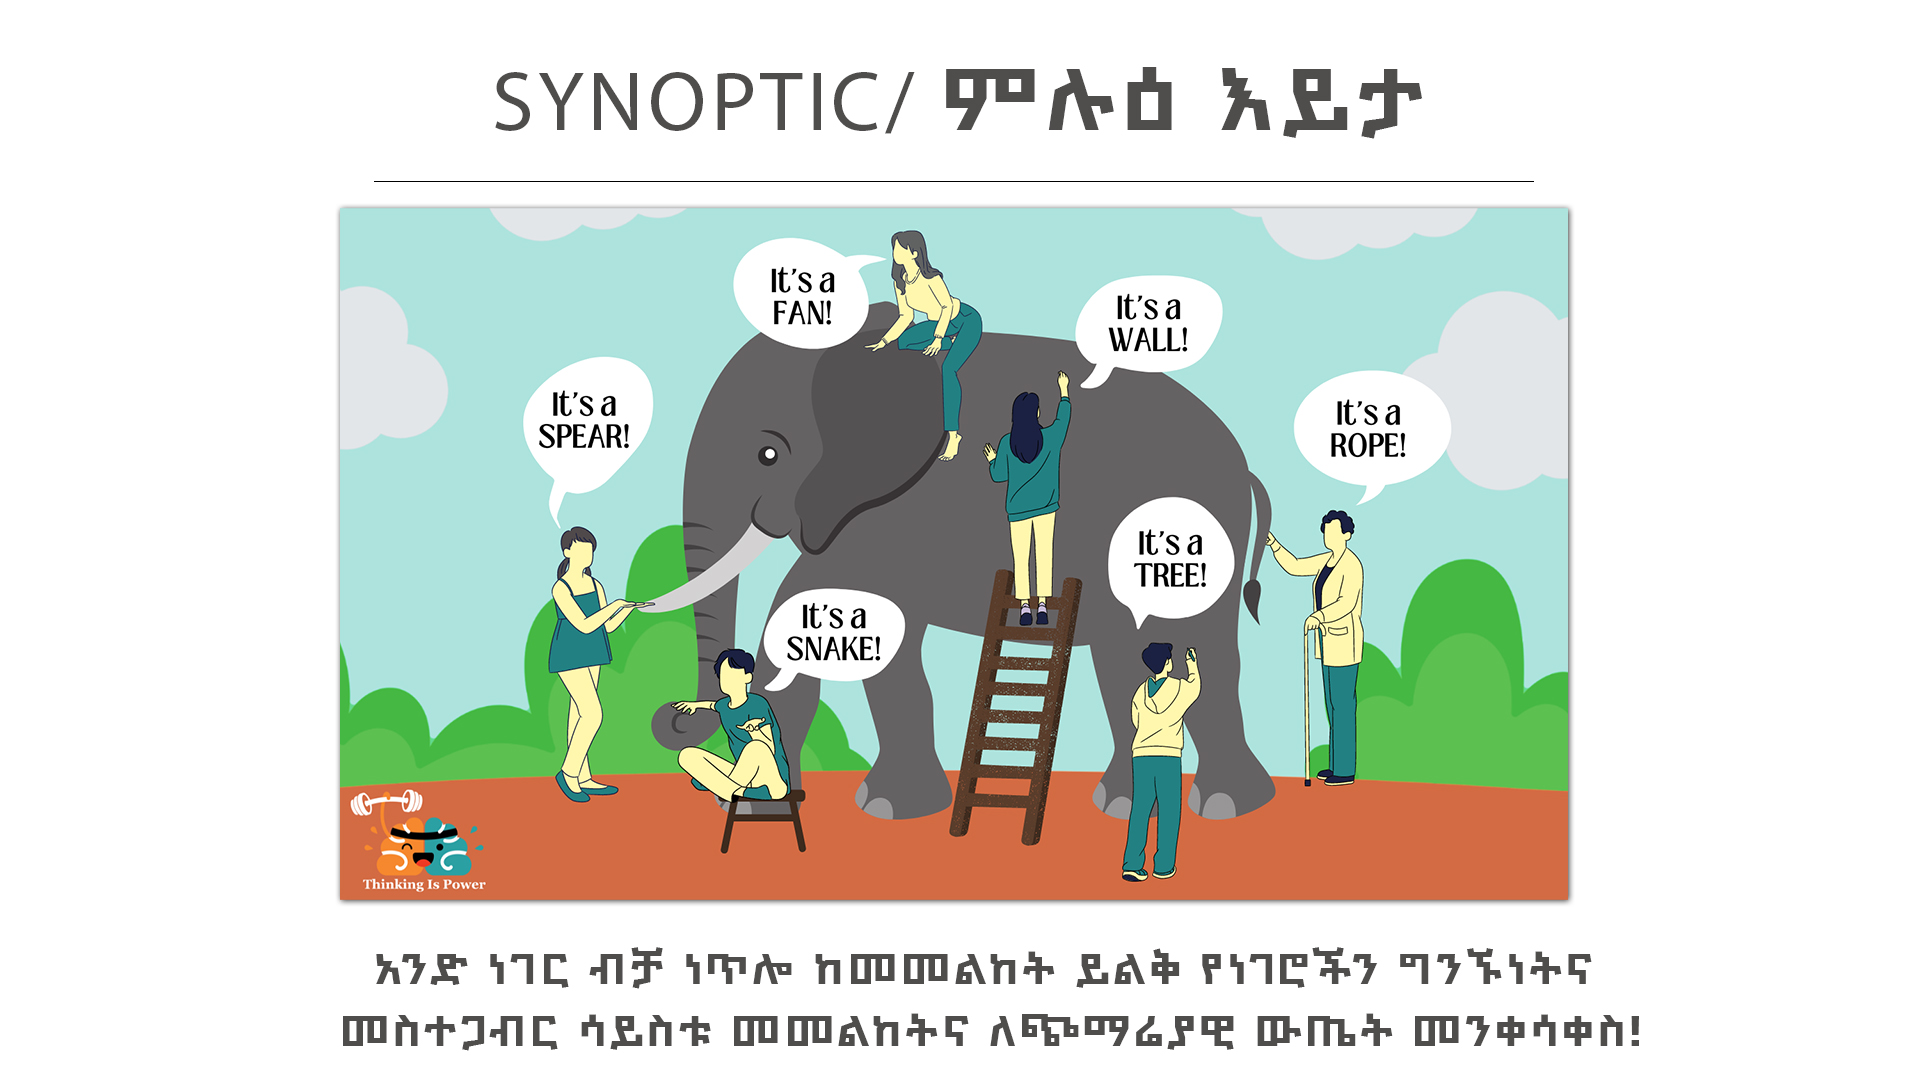 SYNOPTIC/ ምሉዕ እይታ
It's a
FAN!
It's a
WALL!
It's a
SPEAR!
It's a
ROPE!
It's a
TREE!
It's a
SNAKE!
Thinking Is Power
አንድ ነገር ብቻ ነጥሎ ከመመልከት ይልቅ የነገሮችን ግንኙነትና
መስተጋብር ሳይስቱ መመልከትና ለጭማሬያዊ ውጤት መንቀሳቀስ!